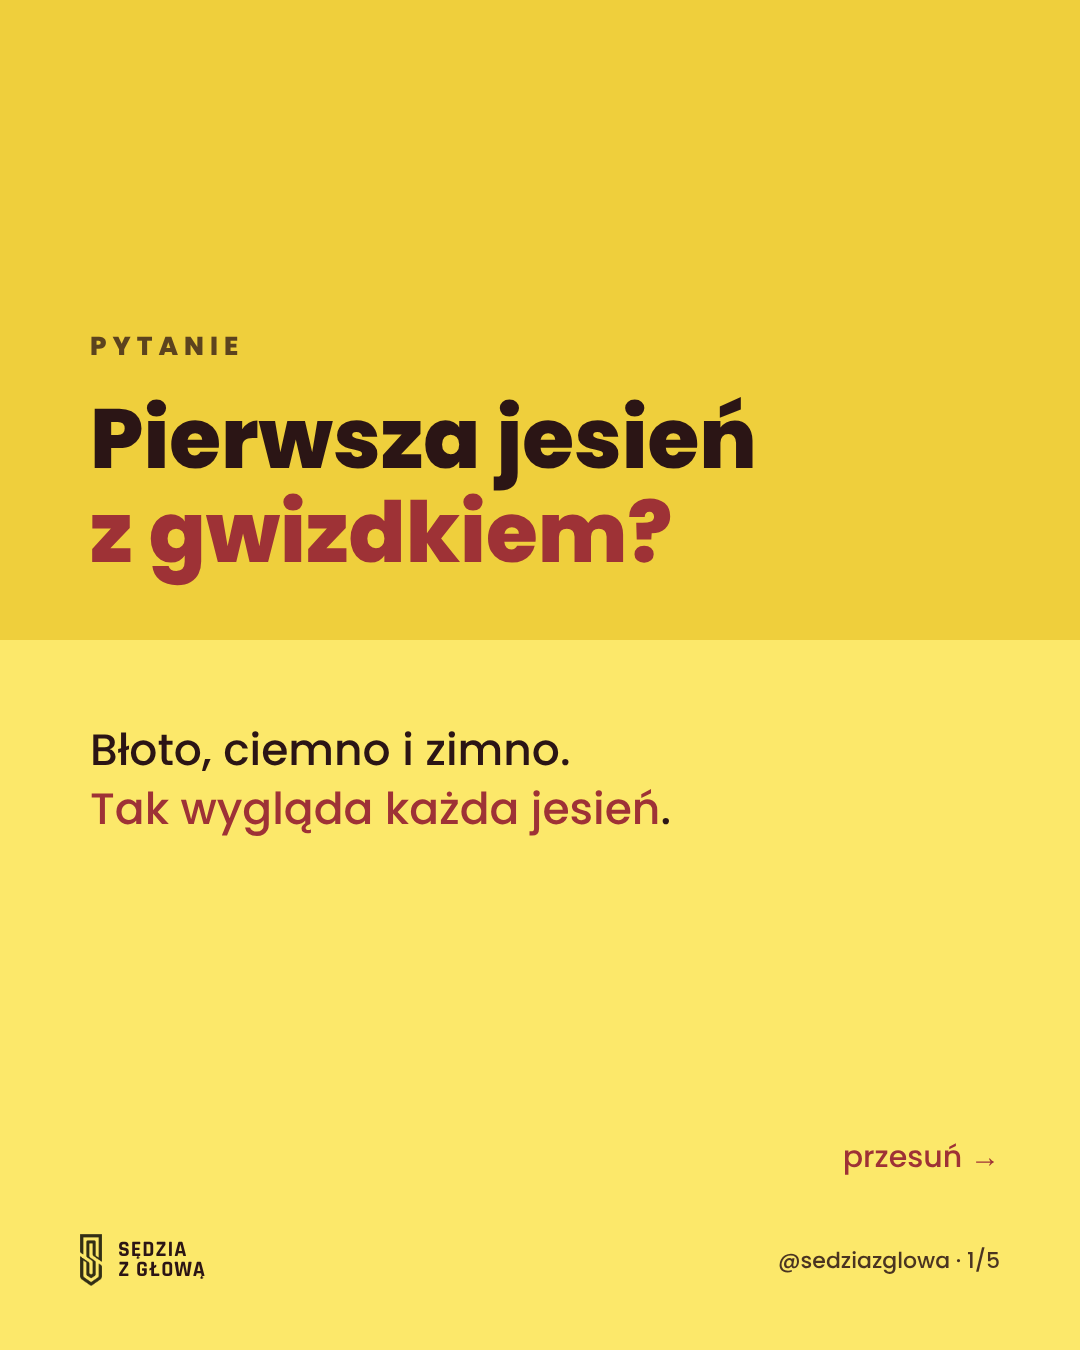 PYTANIE
Pierwsza jesień
z gwizdkiem?
Błoto, ciemno i zimno.
Tak wygląda każda jesień.
przesuń →
SĘDZIA
Z GŁOWĄ
@sedziazglowa · 1/5